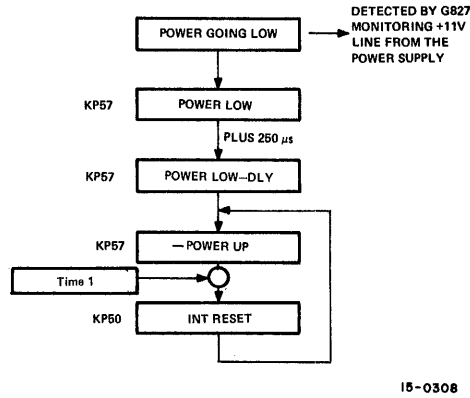 POWER GOING LOW
DETECTED BY G827
MONITORING +11V
LINE FROM THE
POWER SUPPLY
KP57
POWER LOW
PLUS 250 μs
KP57
POWER LOW—DLY
KP57
—POWER UP
Time 1
KP50
INT RESET
15-0308